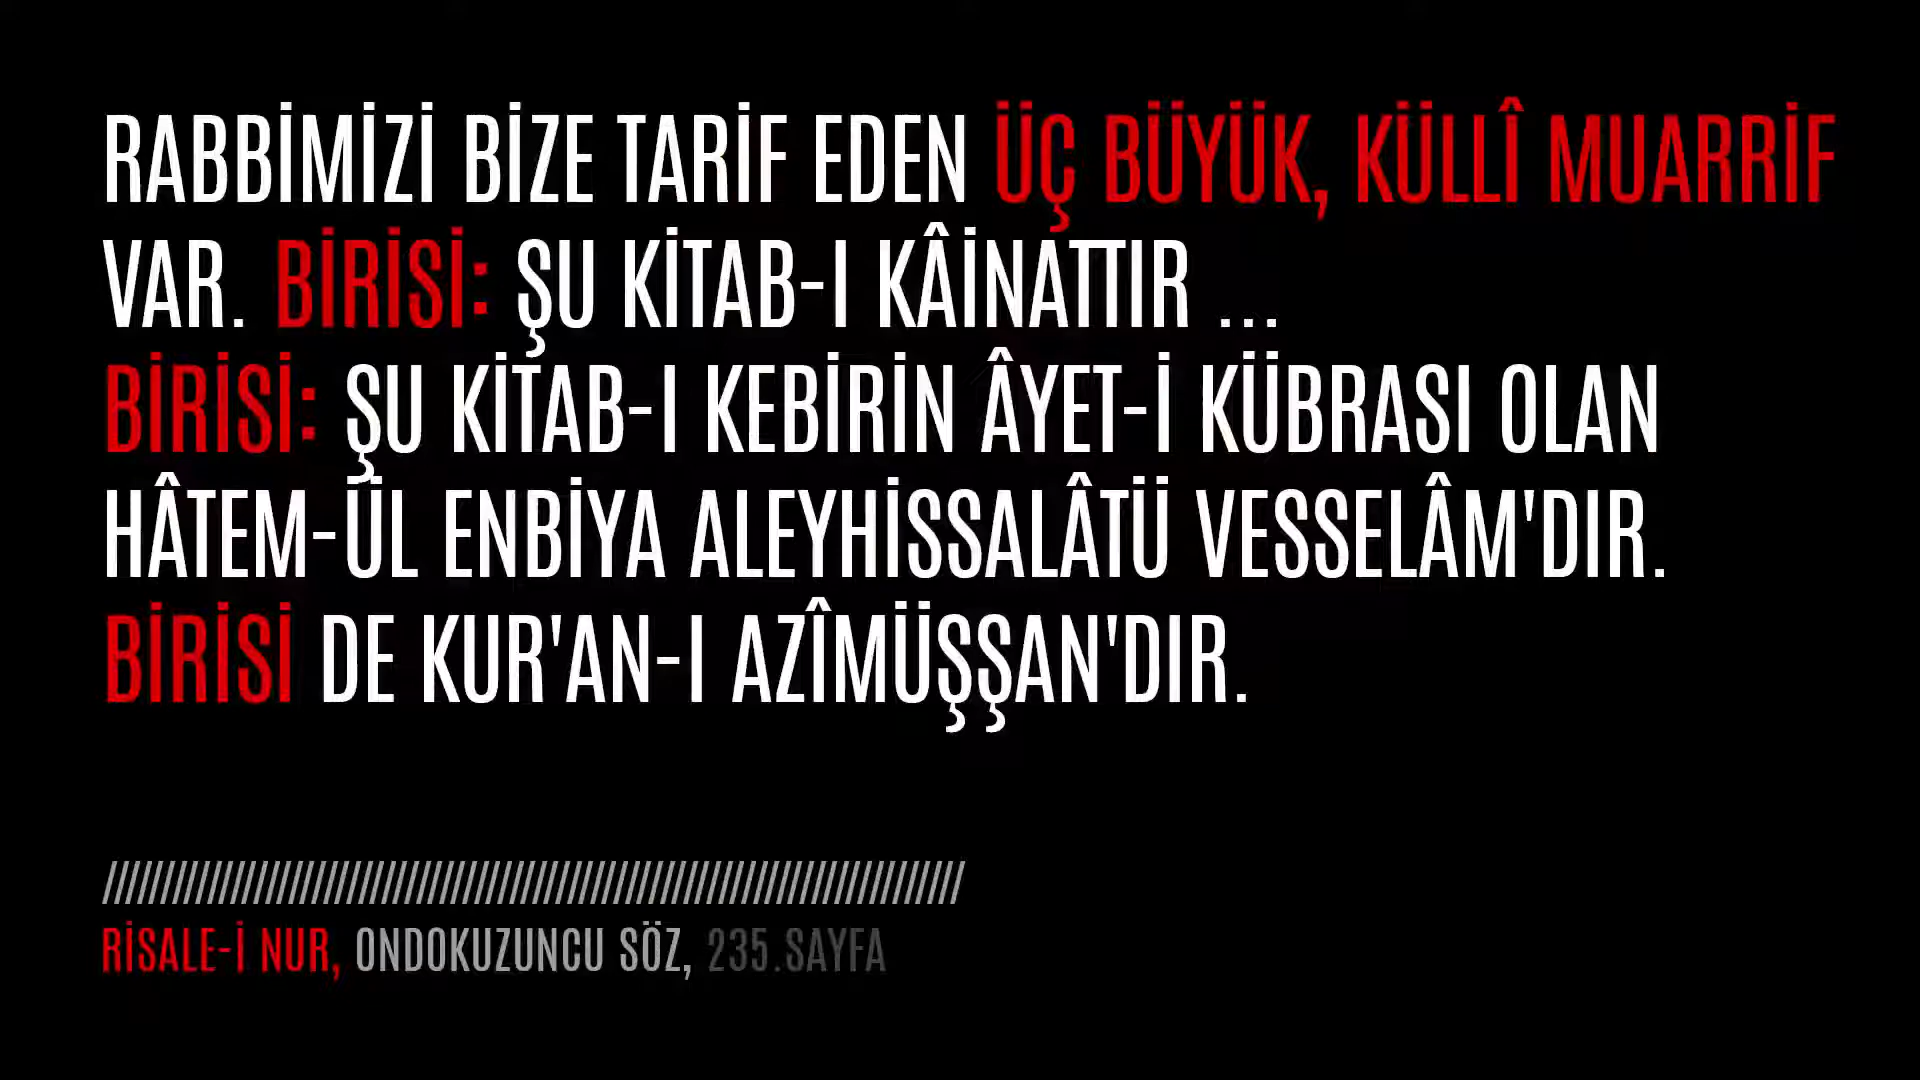 RABBİMİZİ BİZE TARİF EDEN ÜÇ BÜYÜK, KÜLLÎ MUARRİF
VAR. BİRİSİ: ŞU KİTAB-I KÂİNATTIR ...
BİRİSİ: ŞU KİTAB-I KEBİRİN ÂYET-İ KÜBRASI OLAN
HÂTEM-ÜL ENBİYA ALEYHİSSALÂTÜ VESSELÂM'DIR.
BİRİSİ DE KUR'AN-I AZÎMÜŞŞAN'DIR.
RİSALE-İ NUR, ONDOKUZUNCU SÖZ, 235.SAYFA